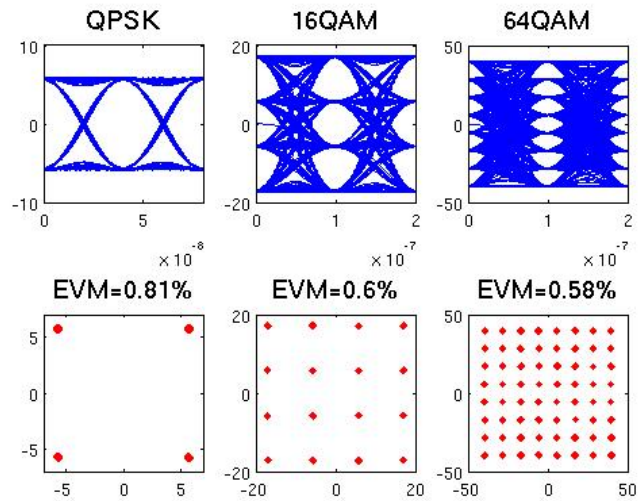 QPSK 16QAM 64QAM
10 20 50
0 0 0
-10 -20 -50
0 5 0 1 2 0 1 2
× 10⁻⁸ × 10⁻⁷ × 10⁻⁷
EVM=0.81% EVM=0.6% EVM=0.58%
5 20 50
0 0 0
-5 -20 -50
-5 0 5 -20 0 20 -50 0 50